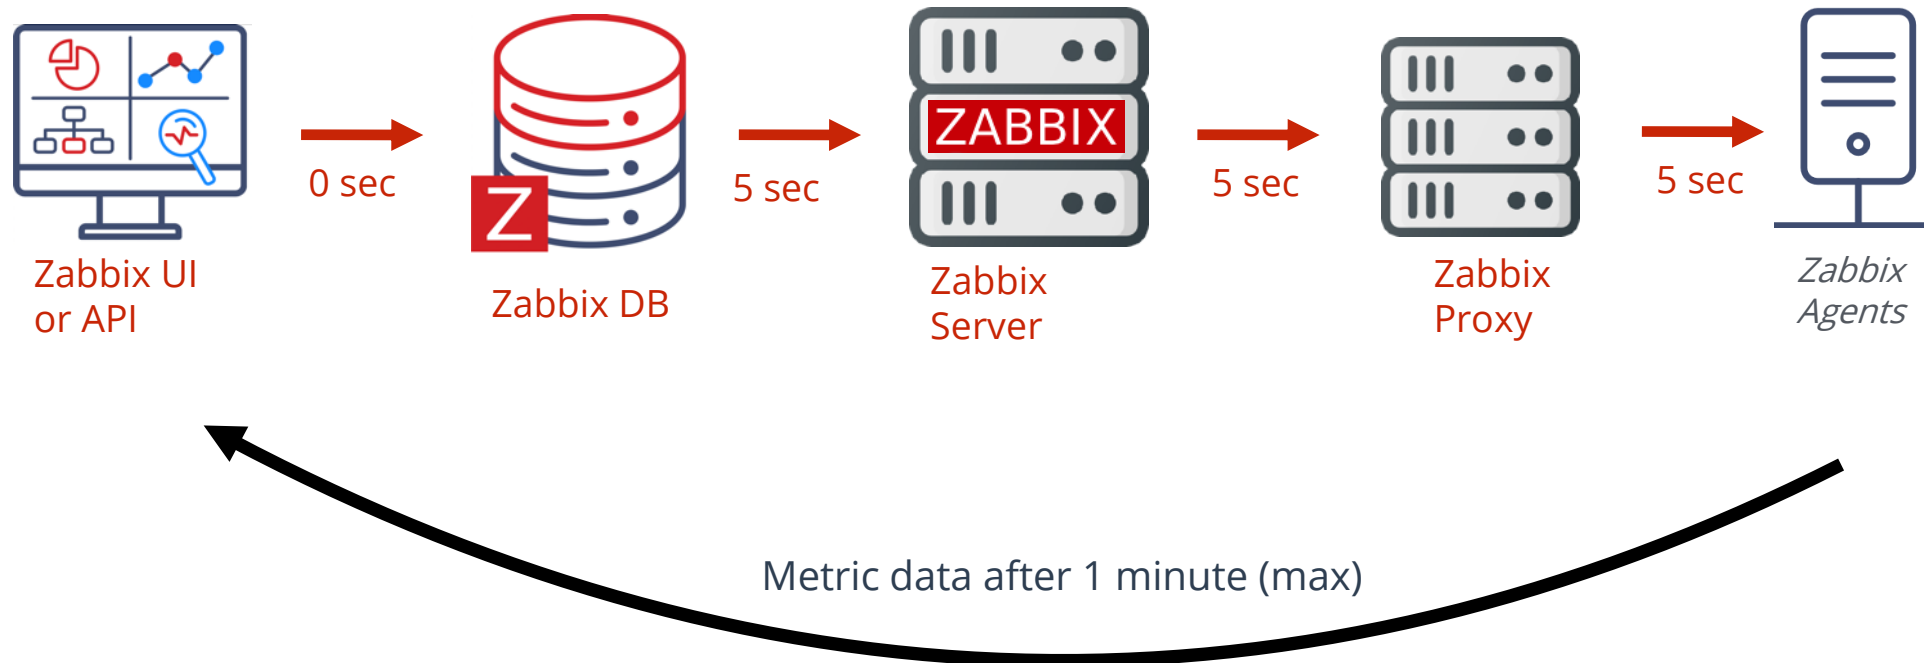 Z
ZABBIX
0 sec
5 sec
5 sec
5 sec
Zabbix UI
or API
Zabbix DB
Zabbix
Server
Zabbix
Proxy
Zabbix
Agents
Metric data after 1 minute (max)